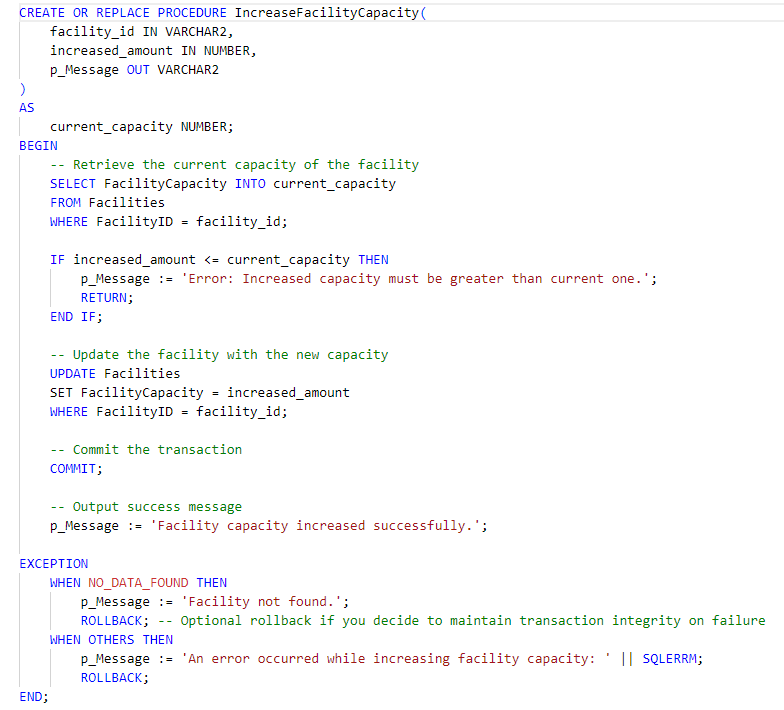 CREATE OR REPLACE PROCEDURE IncreaseFacilityCapacity(
    facility_id IN VARCHAR2,
    increased_amount IN NUMBER,
    p_Message OUT VARCHAR2
)
AS
    current_capacity NUMBER;
BEGIN
    -- Retrieve the current capacity of the facility
    SELECT FacilityCapacity INTO current_capacity
    FROM Facilities
    WHERE FacilityID = facility_id;

    IF increased_amount <= current_capacity THEN
        p_Message := 'Error: Increased capacity must be greater than current one.';
        RETURN;
    END IF;

    -- Update the facility with the new capacity
    UPDATE Facilities
    SET FacilityCapacity = increased_amount
    WHERE FacilityID = facility_id;

    -- Commit the transaction
    COMMIT;

    -- Output success message
    p_Message := 'Facility capacity increased successfully.';

EXCEPTION
    WHEN NO_DATA_FOUND THEN
        p_Message := 'Facility not found.';
        ROLLBACK; -- Optional rollback if you decide to maintain transaction integrity on failure
    WHEN OTHERS THEN
        p_Message := 'An error occurred while increasing facility capacity: ' || SQLERRM;
        ROLLBACK;
END;